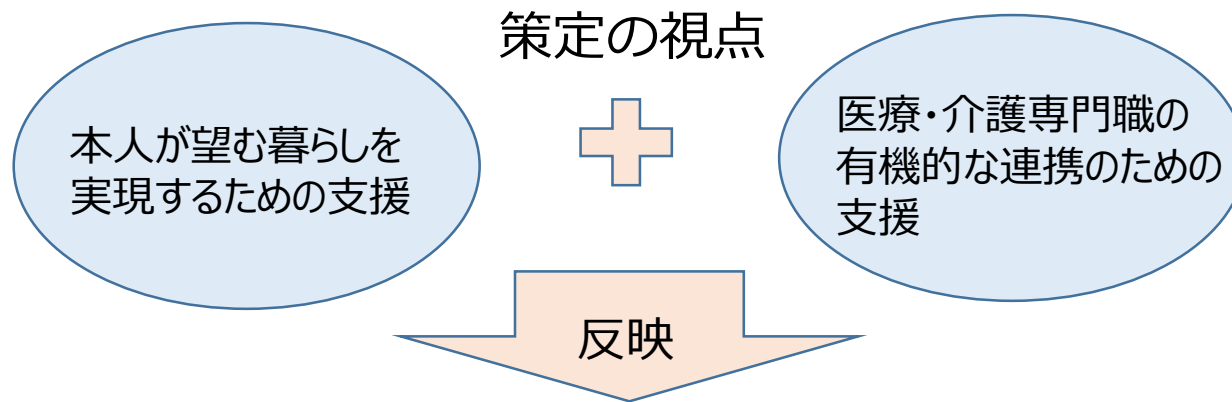 策定の視点
本人が望む暮らしを
実現するための支援
医療・介護専門職の
有機的な連携のための
支援
反映